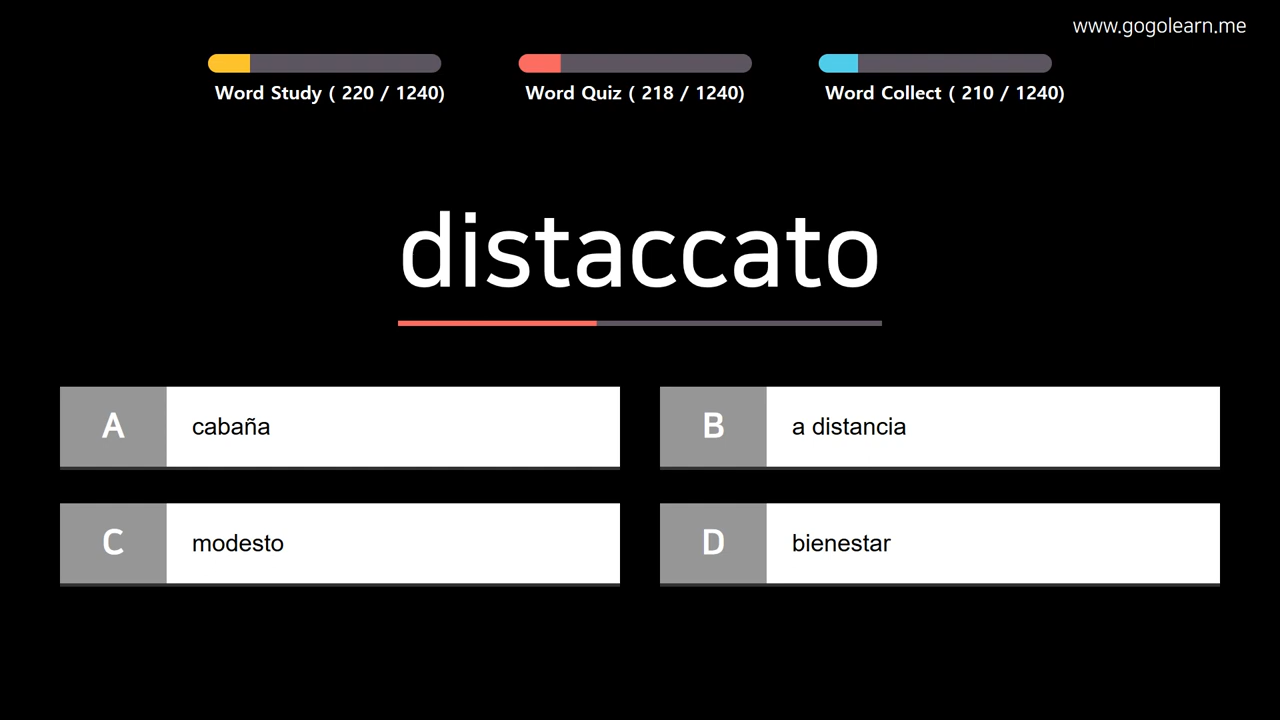 www.gogolearn.me
Word Study ( 220 / 1240)
Word Quiz ( 218 / 1240)
Word Collect ( 210 / 1240)
distaccato
A
cabaña
B
a distancia
C
modesto
D
bienestar